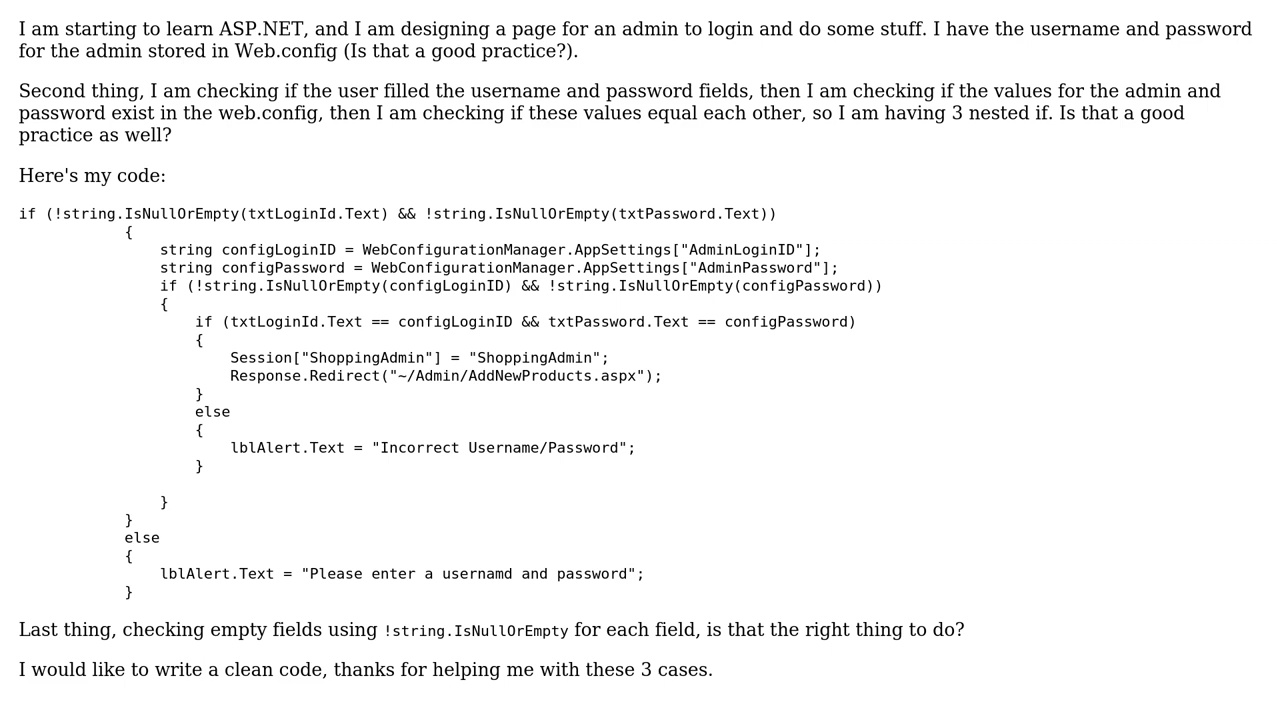 I am starting to learn ASP.NET, and I am designing a page for an admin to login and do some stuff. I have the username and password
for the admin stored in Web.config (Is that a good practice?).
Second thing, I am checking if the user filled the username and password fields, then I am checking if the values for the admin and
password exist in the web.config, then I am checking if these values equal each other, so I am having 3 nested if. Is that a good
practice as well?
Here's my code:
if (!string.IsNullOrEmpty(txtLoginId.Text) && !string.IsNullOrEmpty(txtPassword.Text))
            {
                string configLoginID = WebConfigurationManager.AppSettings["AdminLoginID"];
                string configPassword = WebConfigurationManager.AppSettings["AdminPassword"];
                if (!string.IsNullOrEmpty(configLoginID) && !string.IsNullOrEmpty(configPassword))
                {
                    if (txtLoginId.Text == configLoginID && txtPassword.Text == configPassword)
                    {
                        Session["ShoppingAdmin"] = "ShoppingAdmin";
                        Response.Redirect("~/Admin/AddNewProducts.aspx");
                    }
                    else
                    {
                        lblAlert.Text = "Incorrect Username/Password";
                    }
                }
            }
            else
            {
                lblAlert.Text = "Please enter a usernamd and password";
            }
Last thing, checking empty fields using !string.IsNullOrEmpty for each field, is that the right thing to do?
I would like to write a clean code, thanks for helping me with these 3 cases.